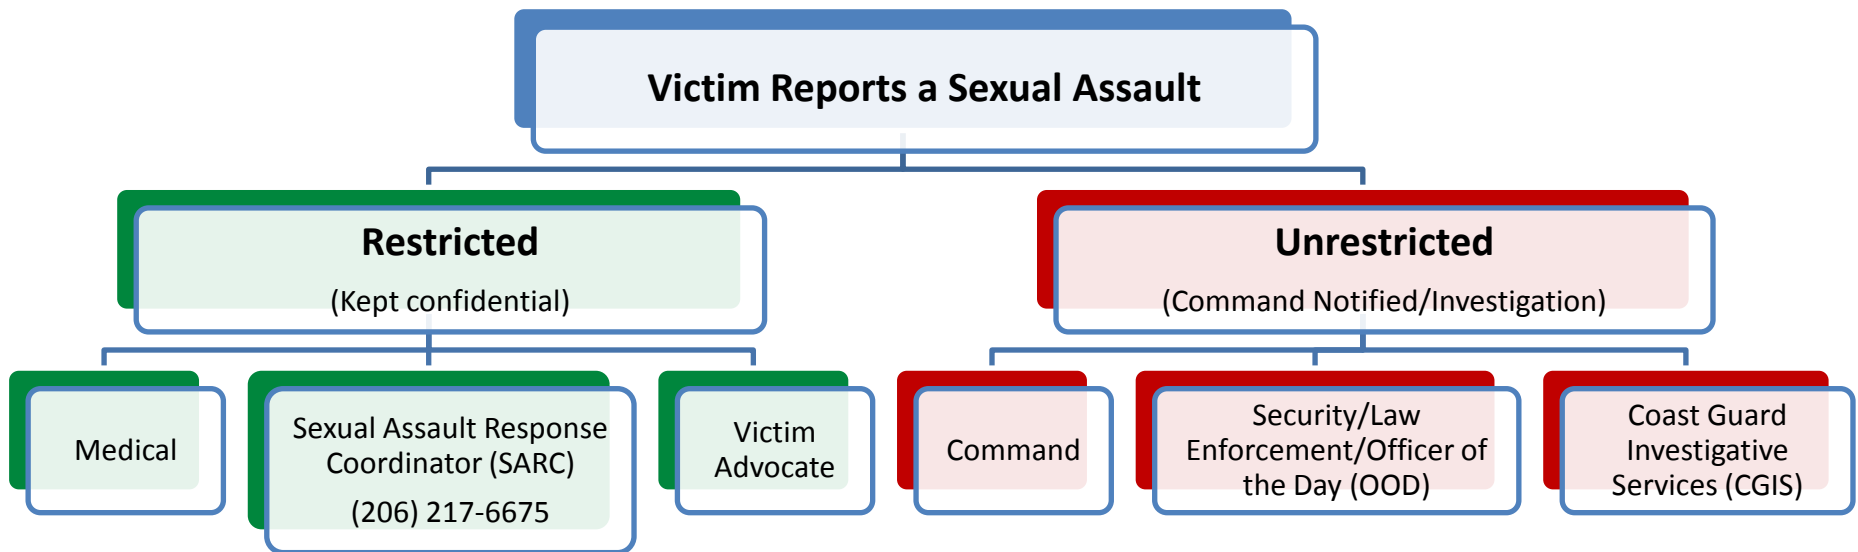 Victim Reports a Sexual Assault
Restricted
(Kept confidential)
Unrestricted
(Command Notified/Investigation)
Medical
Sexual Assault Response
Coordinator (SARC)
(206) 217-6675
Victim
Advocate
Command
Security/Law
Enforcement/Officer of
the Day (OOD)
Coast Guard
Investigative
Services (CGIS)